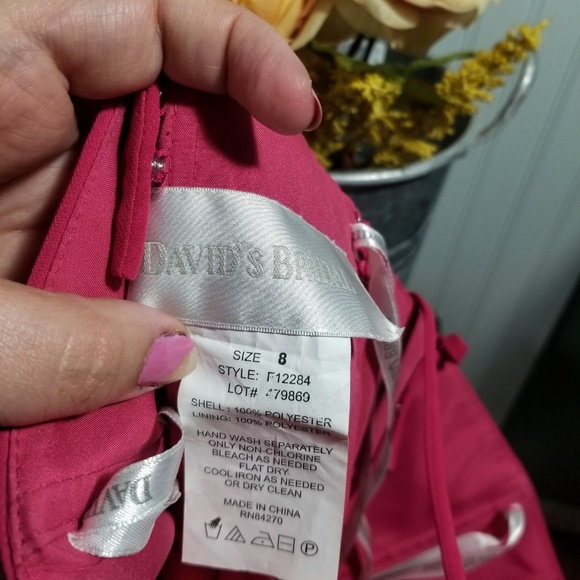 DAVID'S BRIDAL
SIZE 8
STYLE: F12284
LOT# 479869
SHELL: 100% POLYESTER
LINING: 100% POLYESTER
HAND WASH SEPARATELY
ONLY NON-CHLORINE
BLEACH AS NEEDED
FLAT DRY
COOL IRON AS NEEDED
OR DRY CLEAN
MADE IN CHINA
RN84270
P
DAVI